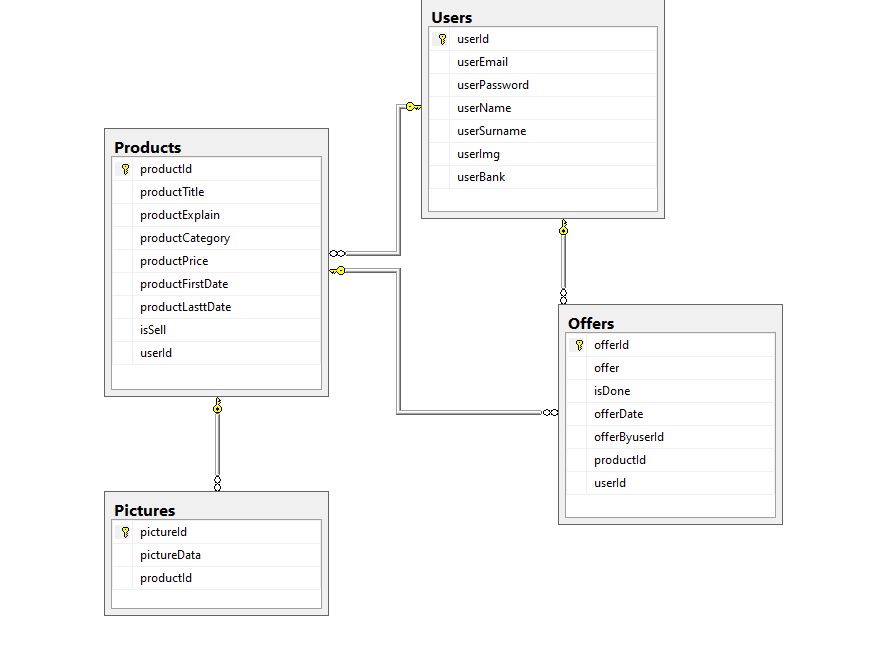 Users
userId
userEmail
userPassword
userName
userSurname
userImg
userBank
Products
productId
productTitle
productExplain
productCategory
productPrice
productFirstDate
productLasttDate
isSell
userId
Offers
offerId
offer
isDone
offerDate
offerByuserId
productId
userId
Pictures
pictureId
pictureData
productId